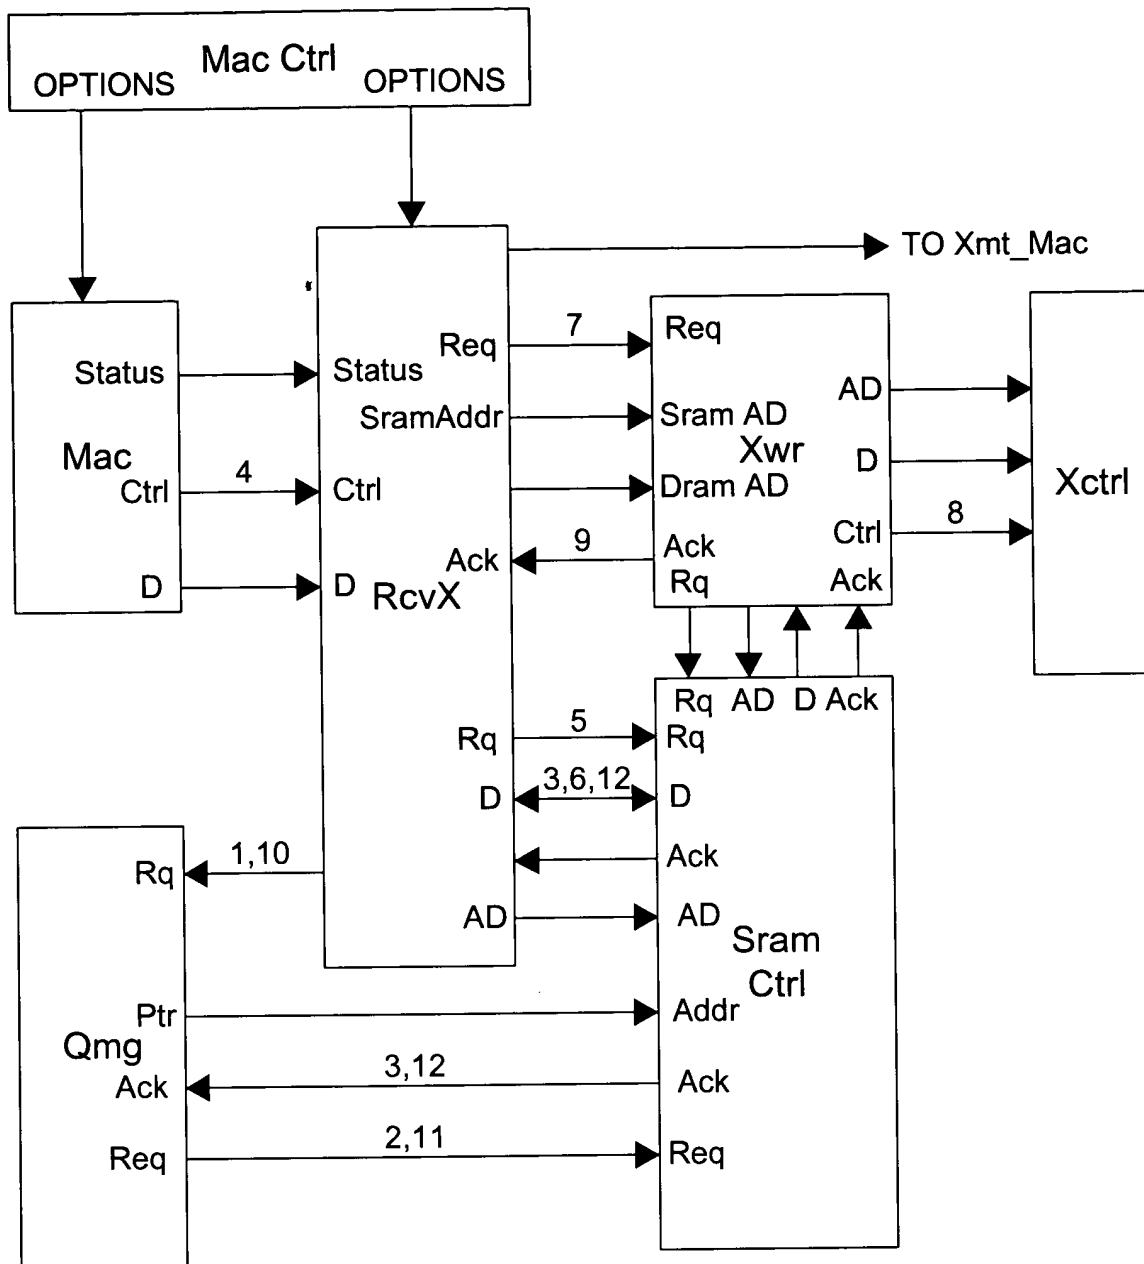 Mac Ctrl
OPTIONS OPTIONS
TO Xmt_Mac
Status
Mac
Ctrl
D
4
Status
Ctrl
D
RcvX
Req
SramAddr
Ack
Rq
D
AD
7
9
Req
Sram AD
Xwr
Dram AD
Ack
Rq
AD
D
Ctrl
Ack
8
Xctrl
5
3,6,12
Rq AD D Ack
Rq
D
Ack
AD
Sram
Ctrl
Addr
Ack
Req
1,10
Rq
Ptr
Qmg
Ack
Req
3,12
2,11